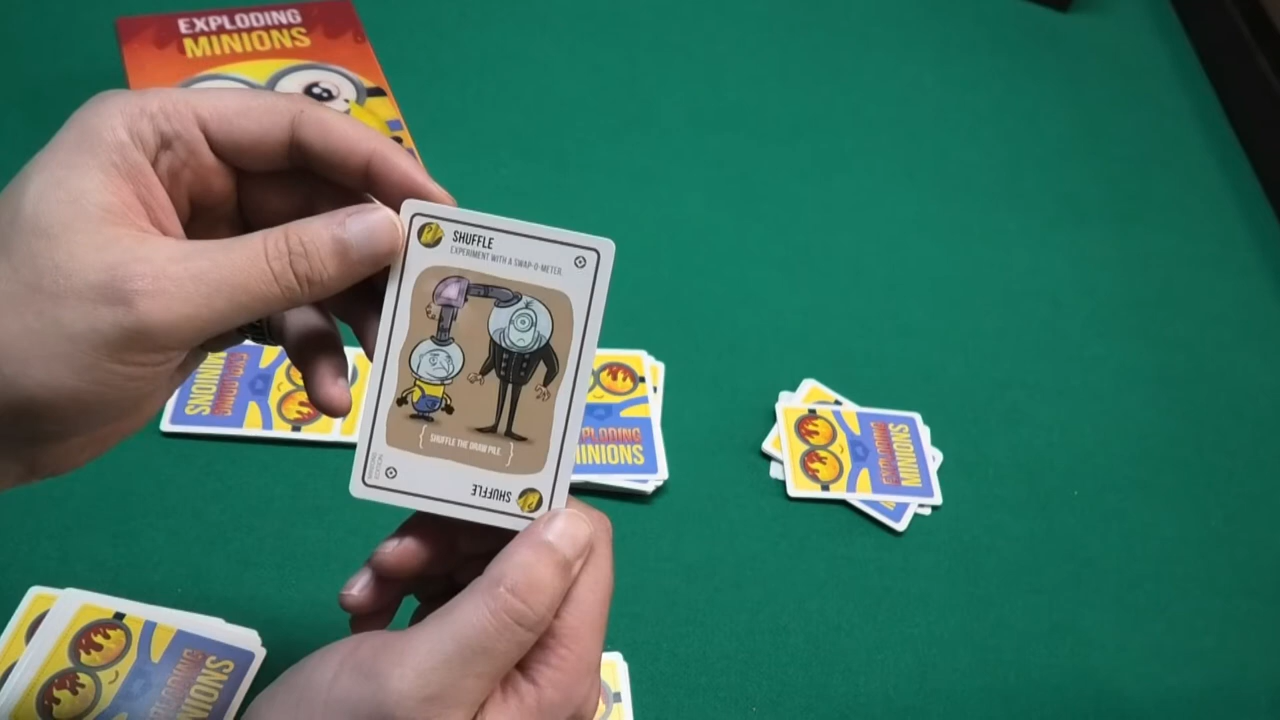 EXPLODING
MINIONS
SHUFFLE
EXPERIMENT WITH A SWAP-O-METER.
SHUFFLE THE DRAW PILE.
SHUFFLE
EXPLODING
MINIONS
PLODING
MINIONS
EXPLODING
MINIONS
EXPLODING
MINIONS